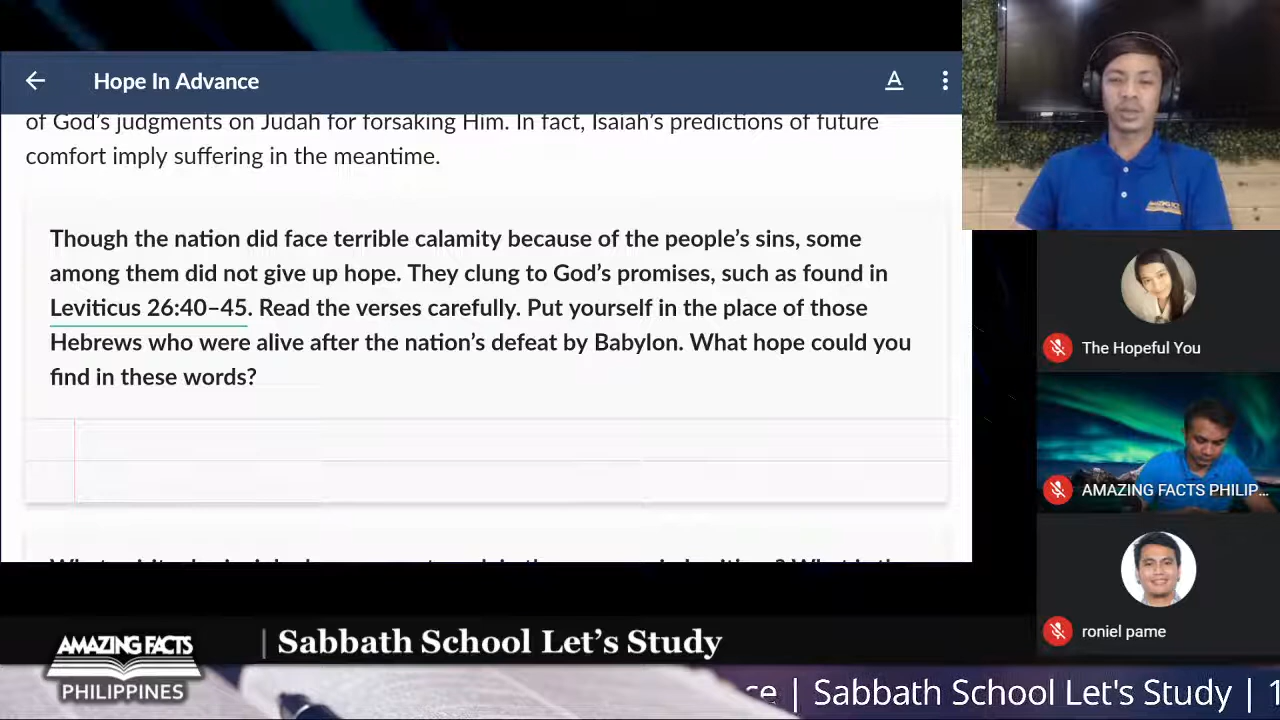 Hope In Advance
A
of God's judgments on Judah for forsaking Him. In fact, Isaiah's predictions of future
comfort imply suffering in the meantime.
Though the nation did face terrible calamity because of the people's sins, some
among them did not give up hope. They clung to God's promises, such as found in
Leviticus 26:40–45. Read the verses carefully. Put yourself in the place of those
Hebrews who were alive after the nation's defeat by Babylon. What hope could you
find in these words?
The Hopeful You
AMAZING FACTS PHILIP...
roniel pame
AMAZING FACTS
PHILIPPINES
| Sabbath School Let's Study
ce | Sabbath School Let's Study | 1